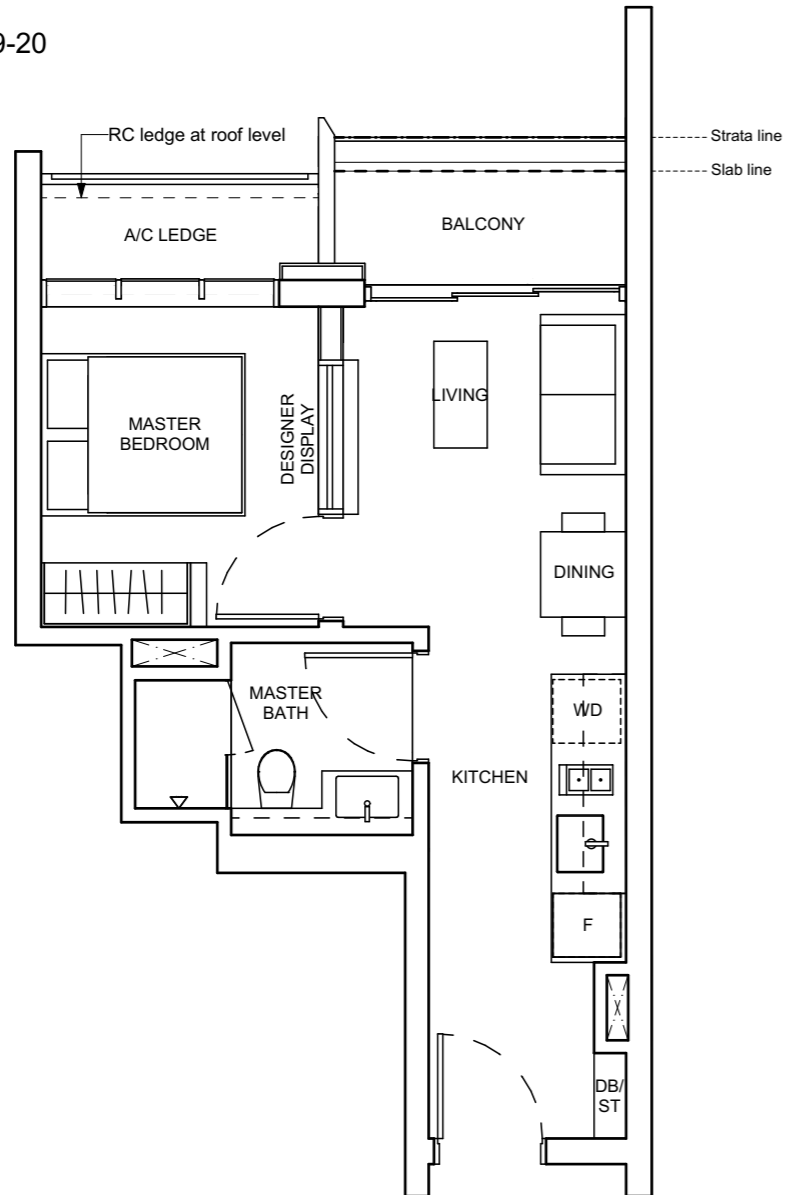 9-20
RC ledge at roof level
Strata line
Slab line
A/C LEDGE
BALCONY
LIVING
MASTER
BEDROOM
DESIGNER
DISPLAY
DINING
MASTER
BATH
WD
KITCHEN
F
DB/
ST